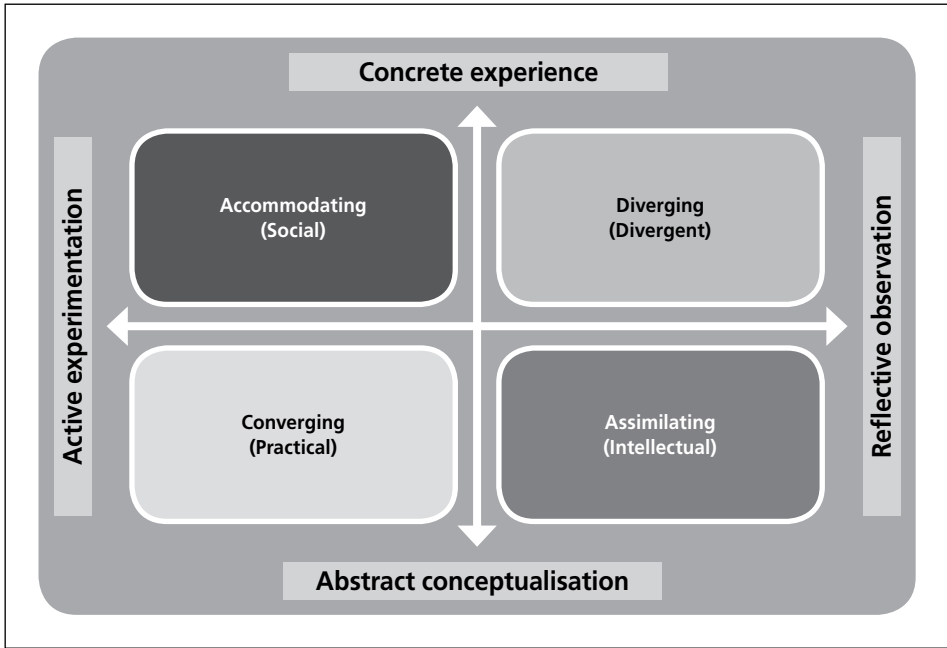 Concrete experience
Active experimentation
Accommodating
(Social)
Diverging
(Divergent)
Reflective observation
Converging
(Practical)
Assimilating
(Intellectual)
Abstract conceptualisation